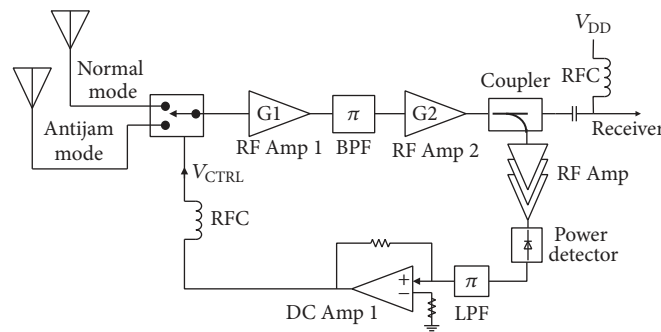 Normal
mode
Antijam
mode
G1
RF Amp 1
π
BPF
G2
RF Amp 2
Coupler
V_DD
RFC
Receiver
RF Amp
Power
detector
V_CTRL
RFC
+
−
DC Amp 1
π
LPF